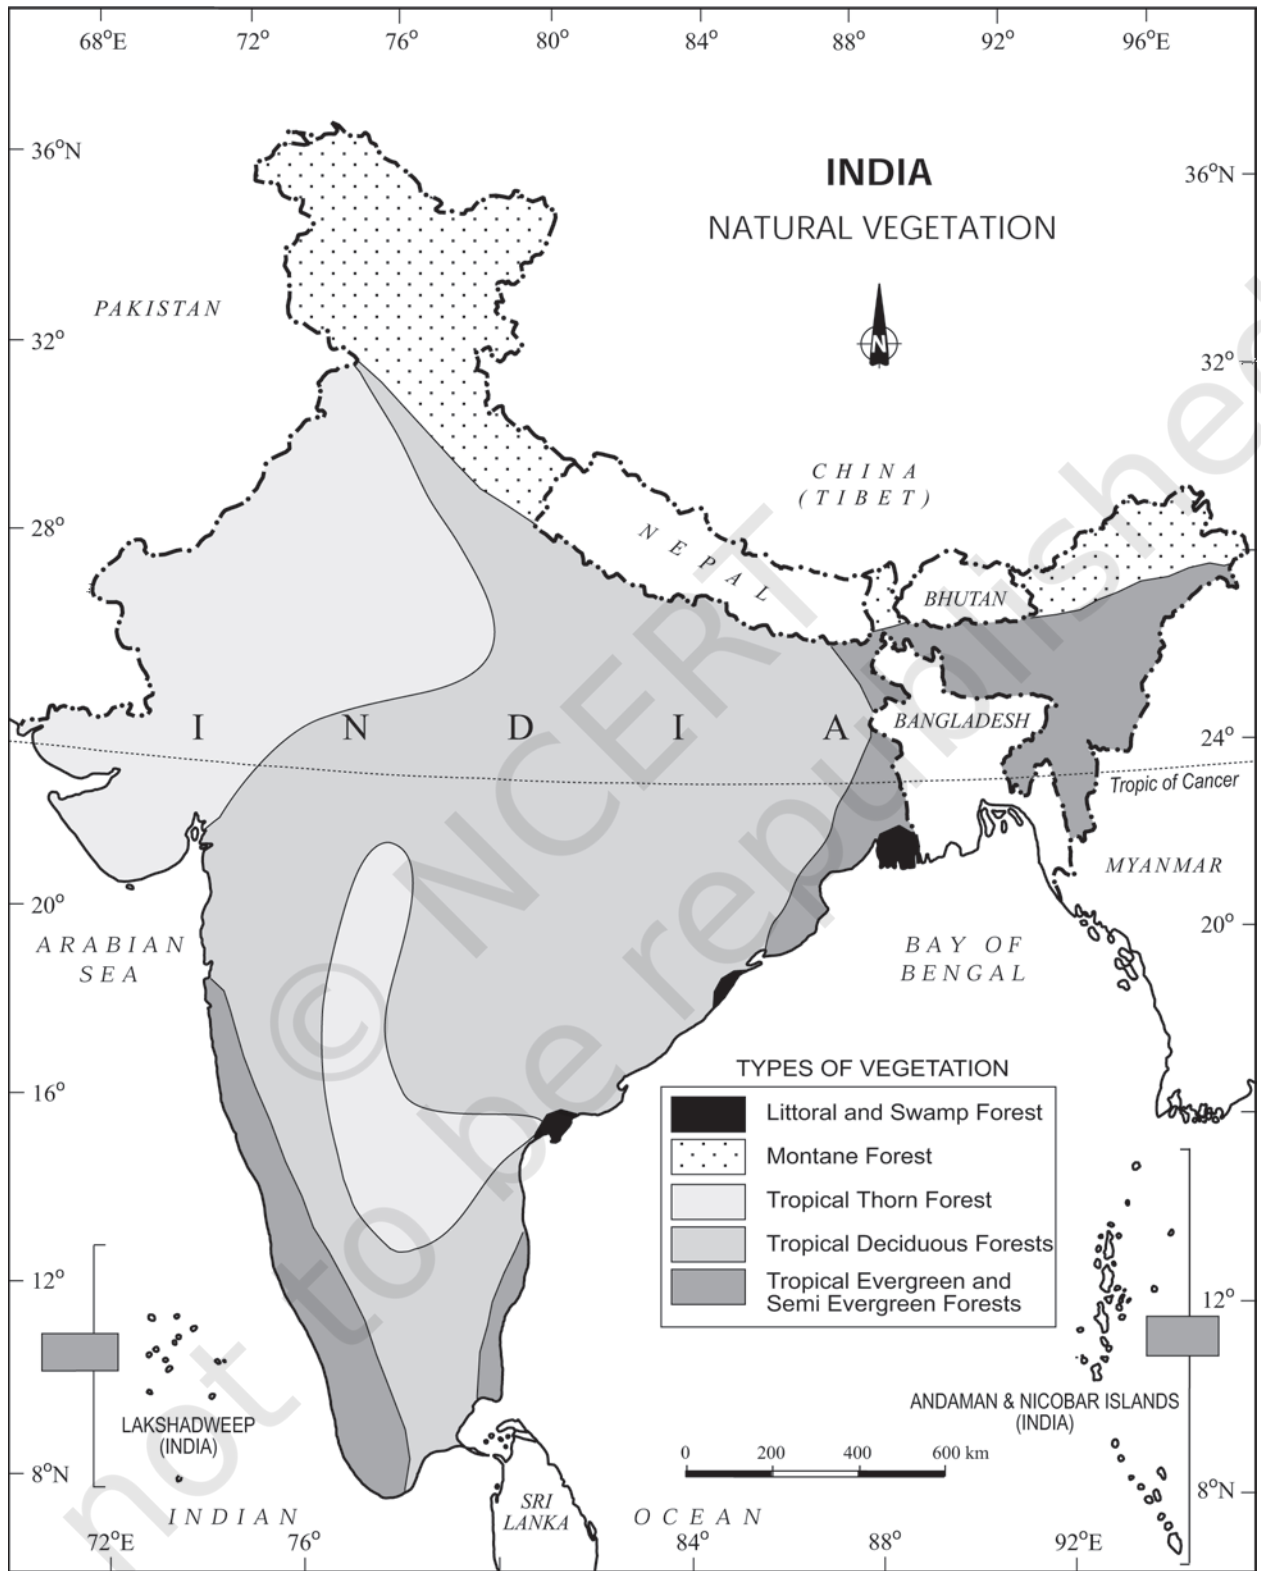 68°E 72° 76° 80° 84° 88° 92° 96°E
36°N
INDIA
36°N
NATURAL VEGETATION
PAKISTAN
N
32°
32°
CHINA
(TIBET)
28°
NEPAL
BHUTAN
INDIA
BANGLADESH
24°
Tropic of Cancer
MYANMAR
20°
20°
ARABIAN
SEA
BAY OF
BENGAL
TYPES OF VEGETATION
16°
Littoral and Swamp Forest
Montane Forest
Tropical Thorn Forest
Tropical Deciduous Forests
Tropical Evergreen and
Semi Evergreen Forests
12°
12°
LAKSHADWEEP
(INDIA)
ANDAMAN & NICOBAR ISLANDS
(INDIA)
0 200 400 600 km
8°N
8°N
SRI
LANKA
INDIAN OCEAN
72°E 76° 84° 88° 92°E
© NCERT
not to be republished